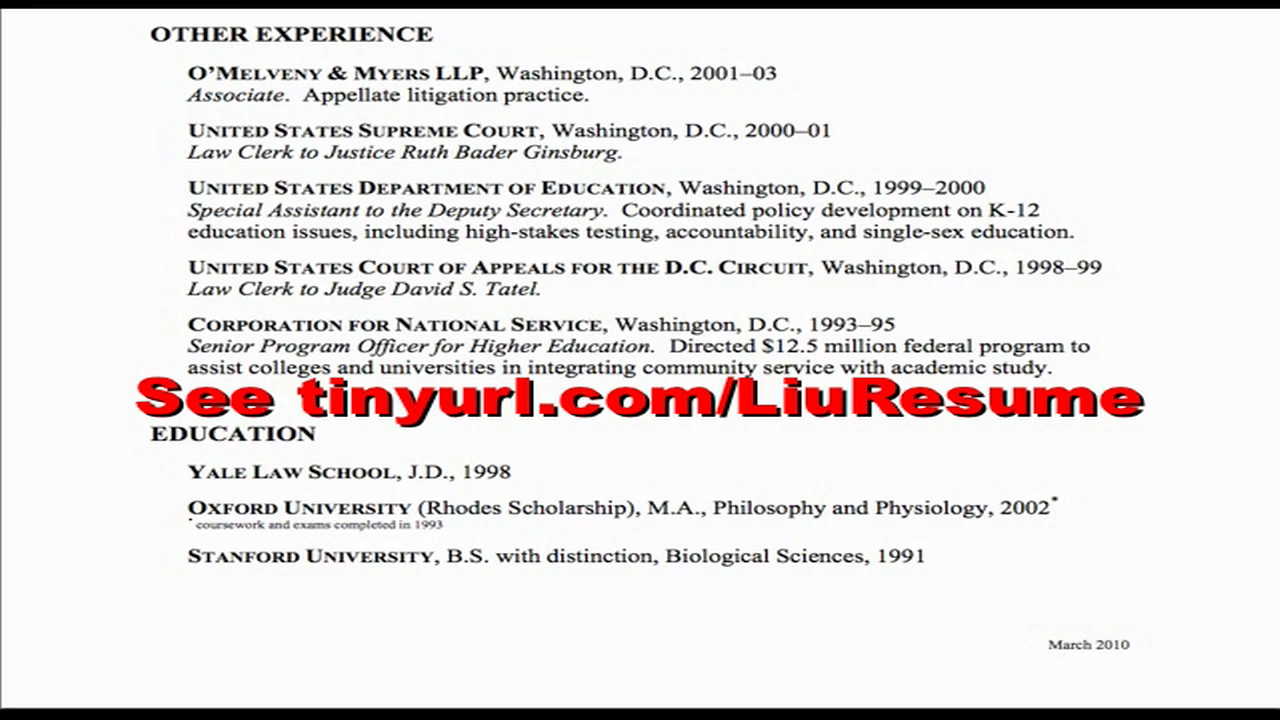 OTHER EXPERIENCE
O'MELVENY & MYERS LLP, Washington, D.C., 2001–03
Associate. Appellate litigation practice.
UNITED STATES SUPREME COURT, Washington, D.C., 2000–01
Law Clerk to Justice Ruth Bader Ginsburg.
UNITED STATES DEPARTMENT OF EDUCATION, Washington, D.C., 1999–2000
Special Assistant to the Deputy Secretary. Coordinated policy development on K-12
education issues, including high-stakes testing, accountability, and single-sex education.
UNITED STATES COURT OF APPEALS FOR THE D.C. CIRCUIT, Washington, D.C., 1998–99
Law Clerk to Judge David S. Tatel.
CORPORATION FOR NATIONAL SERVICE, Washington, D.C., 1993–95
Senior Program Officer for Higher Education. Directed $12.5 million federal program to
assist colleges and universities in integrating community service with academic study.
See tinyurl.com/LiuResume
EDUCATION
YALE LAW SCHOOL, J.D., 1998
OXFORD UNIVERSITY (Rhodes Scholarship), M.A., Philosophy and Physiology, 2002*
*coursework and exams completed in 1993
STANFORD UNIVERSITY, B.S. with distinction, Biological Sciences, 1991
March 2010